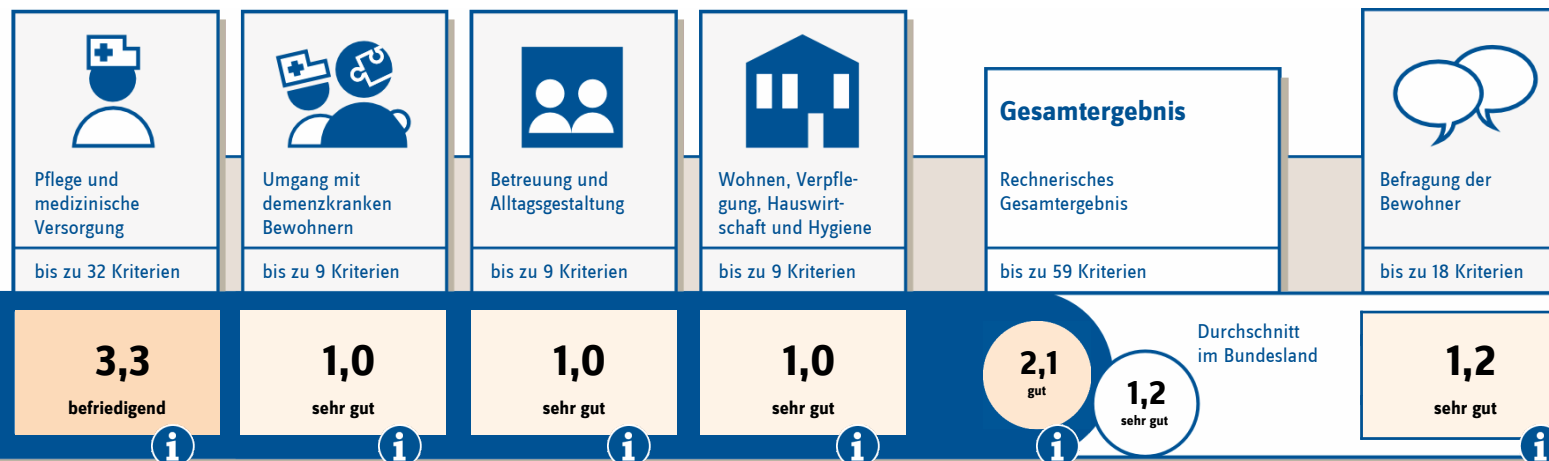 Pflege und
medizinische
Versorgung
bis zu 32 Kriterien
3,3
befriedigend
Umgang mit
demenzkranken
Bewohnern
bis zu 9 Kriterien
1,0
sehr gut
Betreuung und
Alltagsgestaltung
bis zu 9 Kriterien
1,0
sehr gut
Wohnen, Verpfle-
gung, Hauswirt-
schaft und Hygiene
bis zu 9 Kriterien
1,0
sehr gut
Gesamtergebnis
Rechnerisches
Gesamtergebnis
bis zu 59 Kriterien
2,1
gut
1,2
sehr gut
Durchschnitt
im Bundesland
Befragung der
Bewohner
bis zu 18 Kriterien
1,2
sehr gut